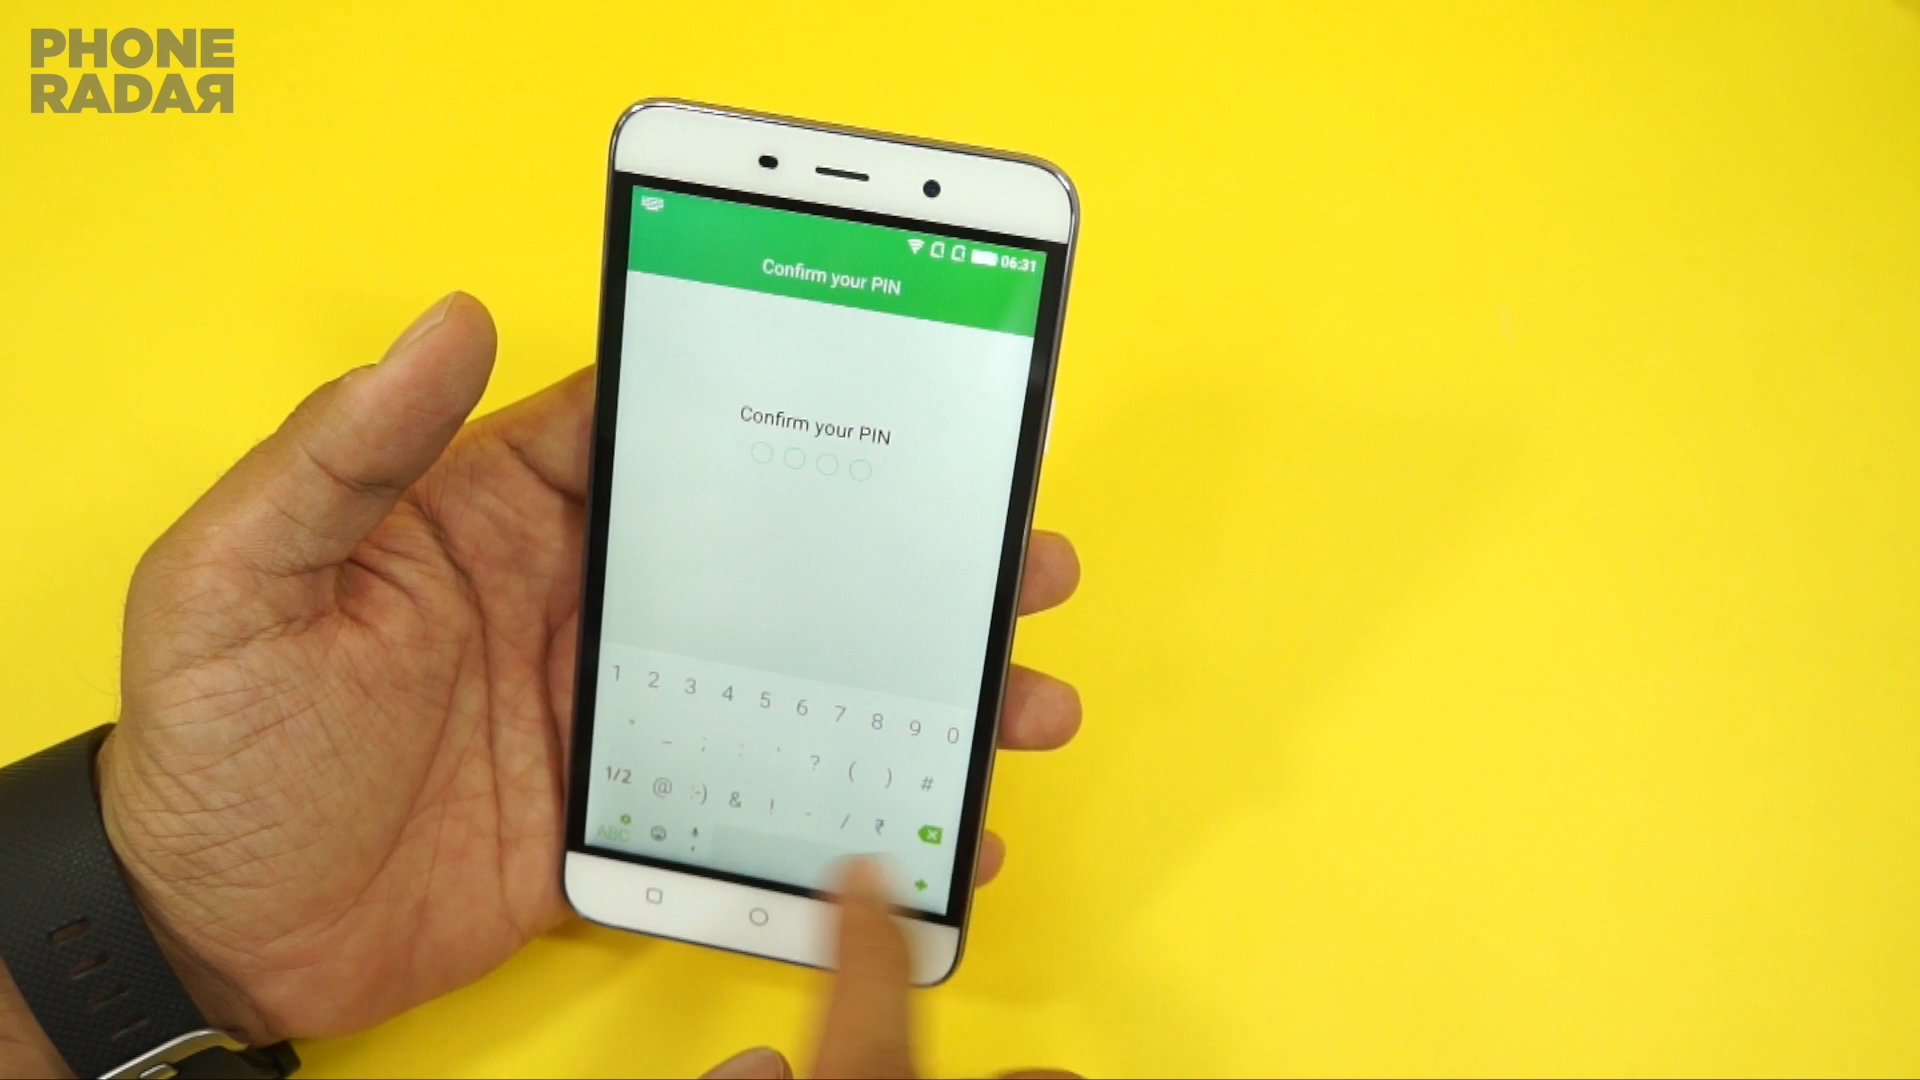 PHONE
RADAR
06:31
Confirm your PIN
Confirm your PIN
1 2 3 4 5 6 7 8 9 0
_ ; : ' ? ( ) #
1/2 @ :-) & ! - / ₹
ABC